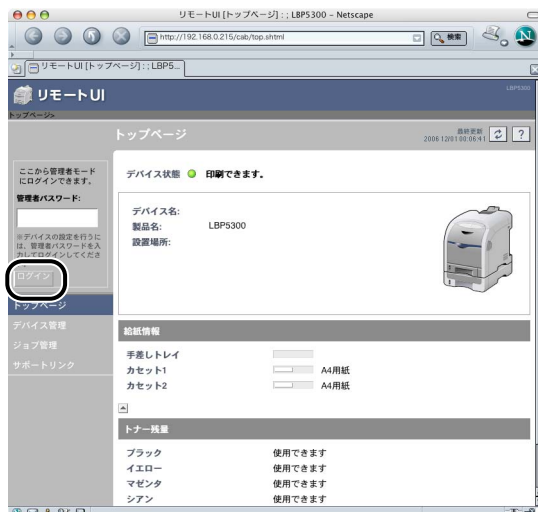 リモートUI [トップページ] : ; LBP5300 - Netscape
http://192.168.0.215/cab/top.shtml
検索
リモートUI [トップページ] : ; LBP5...
リモートUI
LBP5300
トップページ>
トップページ
最終更新
2006 12/01 00:06:41
?
ここから管理者モード
にログインできます。
管理者パスワード:
※デバイスの設定を行うに
は、管理者パスワードを入
力してログインしてくださ
ログイン
トップページ
デバイス管理
ジョブ管理
サポートリンク
デバイス状態 印刷できます。
デバイス名:
製品名: LBP5300
設置場所:
給紙情報
手差しトレイ
カセット1 A4用紙
カセット2 A4用紙
トナー残量
ブラック 使用できます
イエロー 使用できます
マゼンタ 使用できます
シアン 使用できます